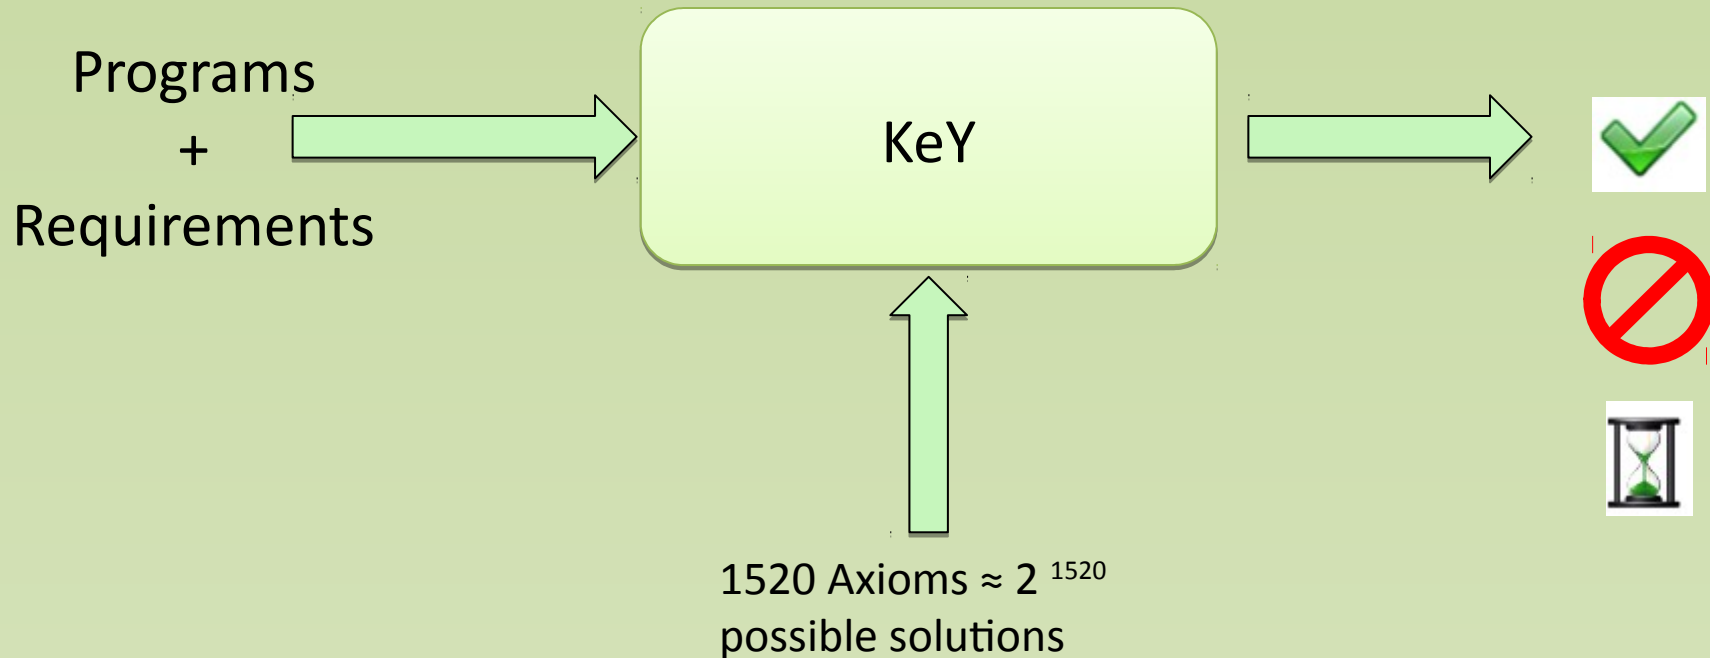 Programs
+
Requirements
KeY
1520 Axioms ≈ 2 ¹⁵²⁰
possible solutions